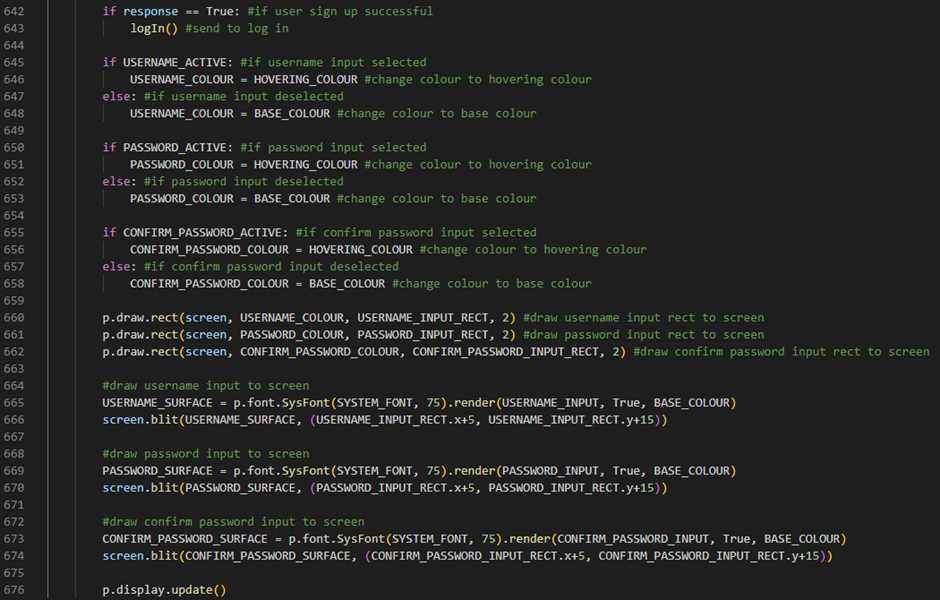 642 if response == True: #if user sign up successful
643 logIn() #send to log in
644
645 if USERNAME_ACTIVE: #if username input selected
646 USERNAME_COLOUR = HOVERING_COLOUR #change colour to hovering colour
647 else: #if username input deselected
648 USERNAME_COLOUR = BASE_COLOUR #change colour to base colour
649
650 if PASSWORD_ACTIVE: #if password input selected
651 PASSWORD_COLOUR = HOVERING_COLOUR #change colour to hovering colour
652 else: #if password input deselected
653 PASSWORD_COLOUR = BASE_COLOUR #change colour to base colour
654
655 if CONFIRM_PASSWORD_ACTIVE: #if confirm password input selected
656 CONFIRM_PASSWORD_COLOUR = HOVERING_COLOUR #change colour to hovering colour
657 else: #if confirm password input deselected
658 CONFIRM_PASSWORD_COLOUR = BASE_COLOUR #change colour to base colour
659
660 p.draw.rect(screen, USERNAME_COLOUR, USERNAME_INPUT_RECT, 2) #draw username input rect to screen
661 p.draw.rect(screen, PASSWORD_COLOUR, PASSWORD_INPUT_RECT, 2) #draw password input rect to screen
662 p.draw.rect(screen, CONFIRM_PASSWORD_COLOUR, CONFIRM_PASSWORD_INPUT_RECT, 2) #draw confirm password input rect to screen
663
664 #draw username input to screen
665 USERNAME_SURFACE = p.font.SysFont(SYSTEM_FONT, 75).render(USERNAME_INPUT, True, BASE_COLOUR)
666 screen.blit(USERNAME_SURFACE, (USERNAME_INPUT_RECT.x+5, USERNAME_INPUT_RECT.y+15))
667
668 #draw password input to screen
669 PASSWORD_SURFACE = p.font.SysFont(SYSTEM_FONT, 75).render(PASSWORD_INPUT, True, BASE_COLOUR)
670 screen.blit(PASSWORD_SURFACE, (PASSWORD_INPUT_RECT.x+5, PASSWORD_INPUT_RECT.y+15))
671
672 #draw confirm password input to screen
673 CONFIRM_PASSWORD_SURFACE = p.font.SysFont(SYSTEM_FONT, 75).render(CONFIRM_PASSWORD_INPUT, True, BASE_COLOUR)
674 screen.blit(CONFIRM_PASSWORD_SURFACE, (CONFIRM_PASSWORD_INPUT_RECT.x+5, CONFIRM_PASSWORD_INPUT_RECT.y+15))
675
676 p.display.update()